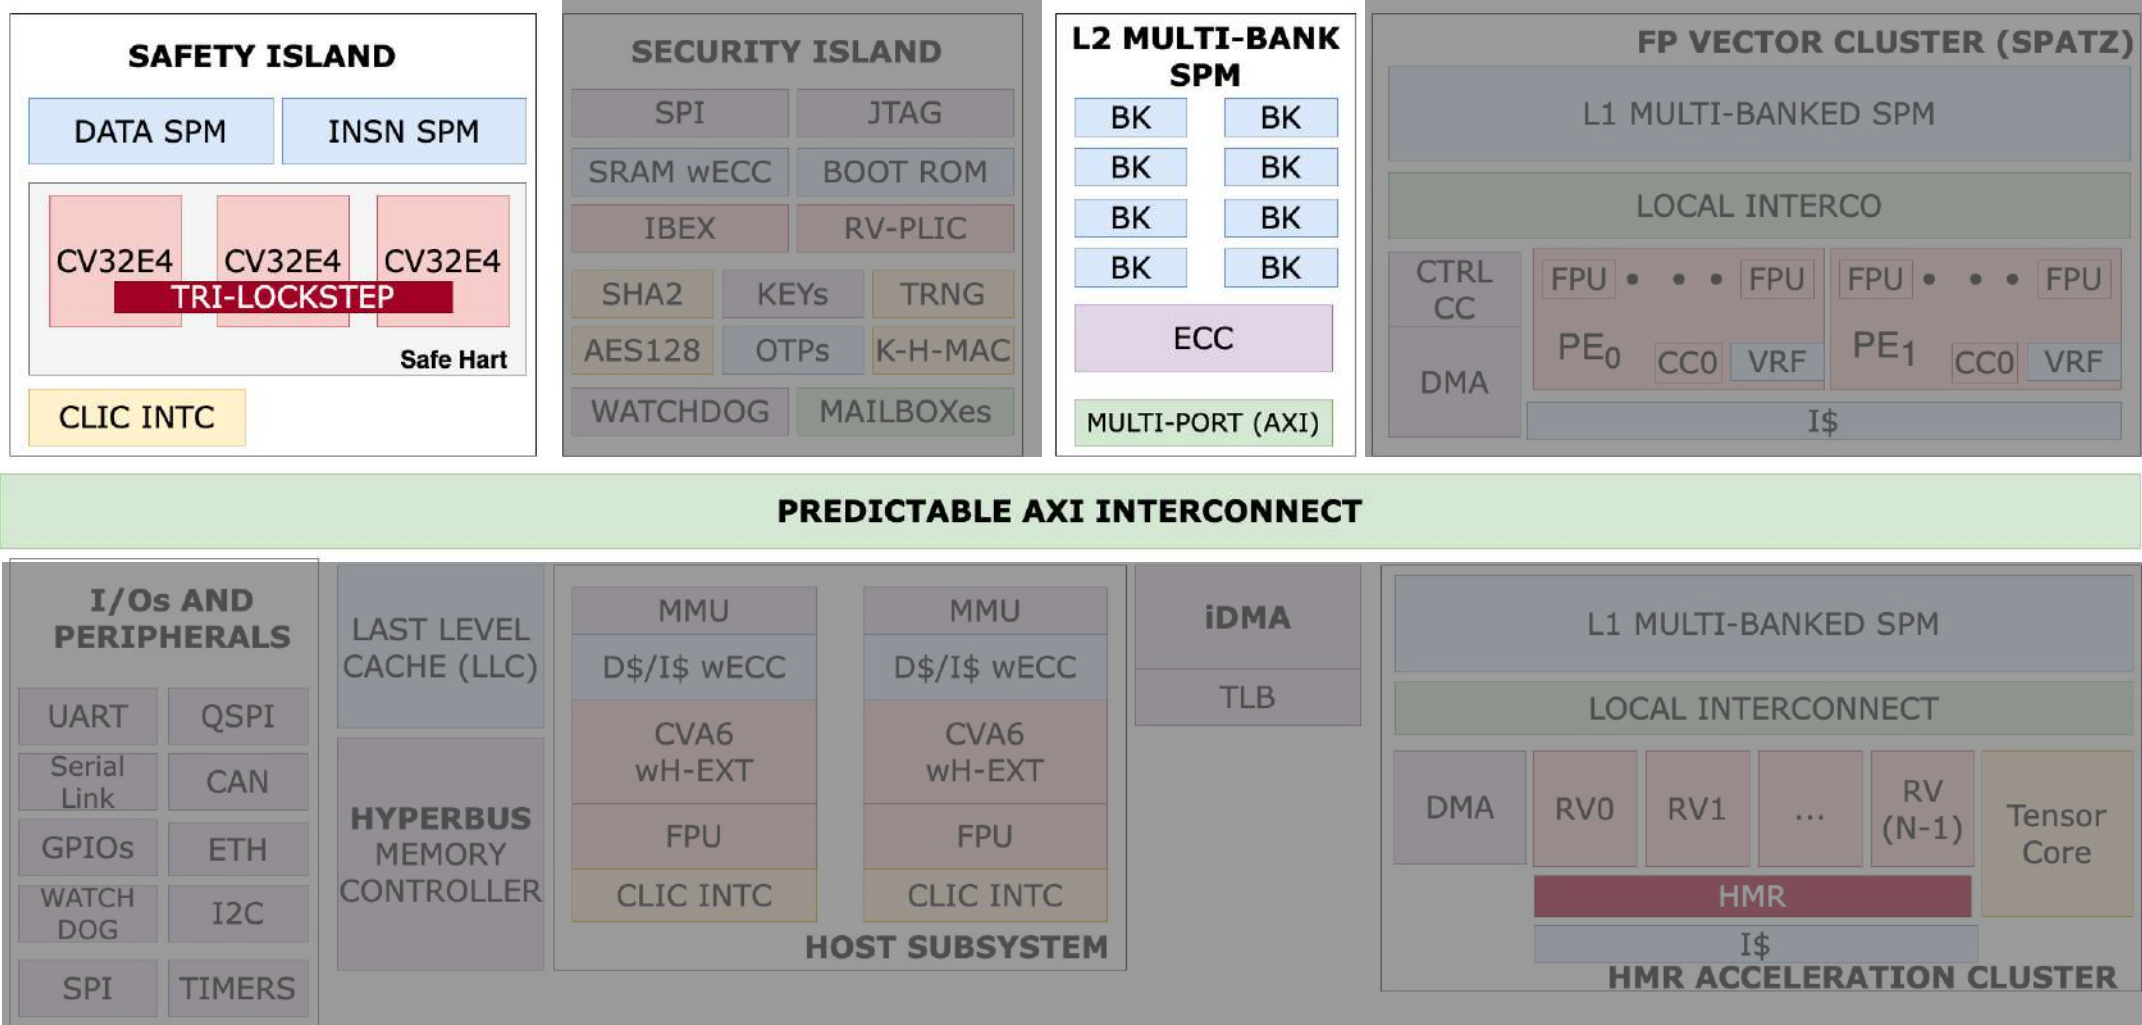 SAFETY ISLAND
DATA SPM
INSN SPM
CV32E4
CV32E4
CV32E4
TRI-LOCKSTEP
Safe Hart
CLIC INTC
SECURITY ISLAND
SPI
JTAG
SRAM wECC
BOOT ROM
IBEX
RV-PLIC
SHA2
KEYs
TRNG
AES128
OTPs
K-H-MAC
WATCHDOG
MAILBOXes
L2 MULTI-BANK
SPM
BK
BK
BK
BK
BK
BK
BK
BK
ECC
MULTI-PORT (AXI)
FP VECTOR CLUSTER (SPATZ)
L1 MULTI-BANKED SPM
LOCAL INTERCO
CTRL
CC
DMA
FPU • • • FPU
PE0
CC0
VRF
FPU • • • FPU
PE1
CC0
VRF
I$
PREDICTABLE AXI INTERCONNECT
I/Os AND
PERIPHERALS
UART
QSPI
Serial
Link
CAN
GPIOs
ETH
WATCH
DOG
I2C
SPI
TIMERS
LAST LEVEL
CACHE (LLC)
HYPERBUS
MEMORY
CONTROLLER
MMU
D$/I$ wECC
CVA6
wH-EXT
FPU
CLIC INTC
MMU
D$/I$ wECC
CVA6
wH-EXT
FPU
CLIC INTC
HOST SUBSYSTEM
iDMA
TLB
L1 MULTI-BANKED SPM
LOCAL INTERCONNECT
DMA
RV0
RV1
...
RV
(N-1)
Tensor
Core
HMR
I$
HMR ACCELERATION CLUSTER